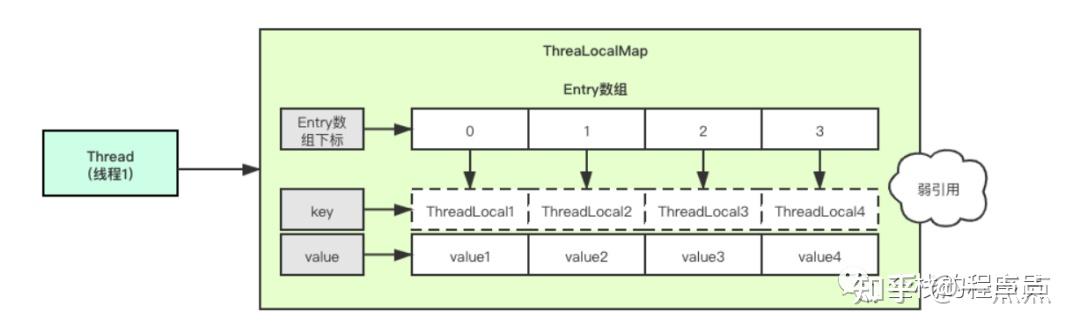 ThreaLocalMap
Entry数组
Entry数
组下标
0
1
2
3
Thread
(线程1)
弱引用
key
ThreadLocal1
ThreadLocal2
ThreadLocal3
ThreadLocal4
value
value1
value2
value3
value4
知乎
的程序员